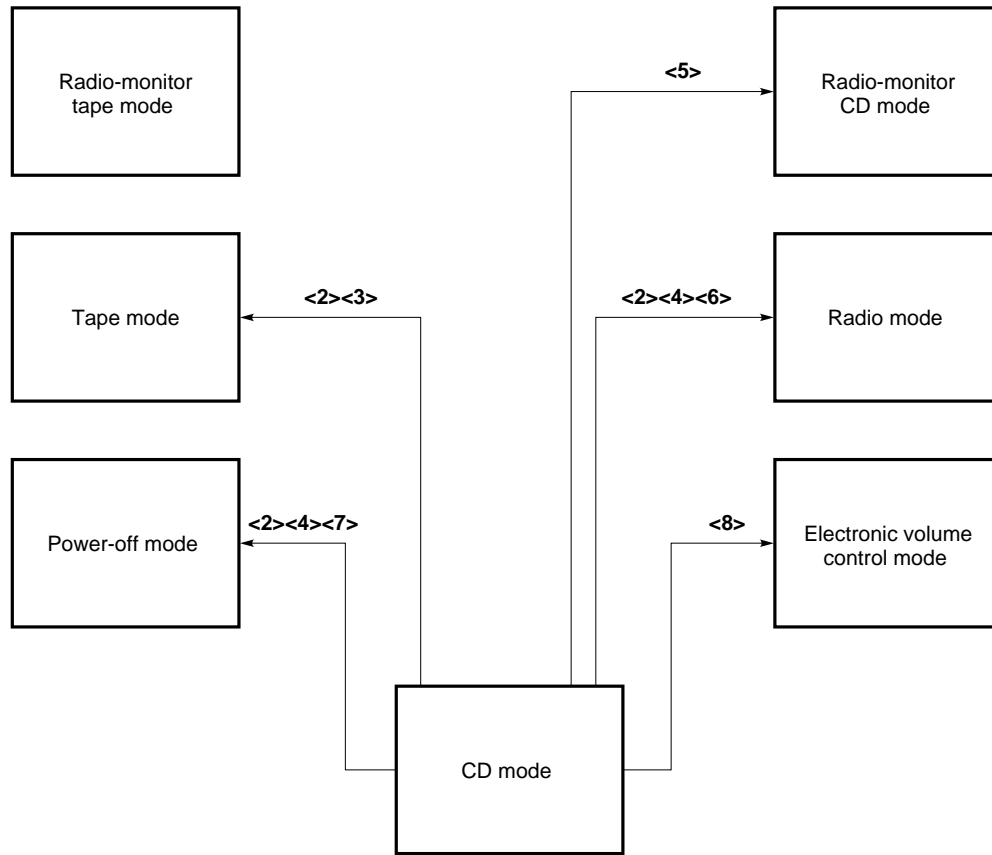 Radio-monitor
tape mode
<5>
Radio-monitor
CD mode
Tape mode
<2><3>
<2><4><6>
Radio mode
Power-off mode
<2><4><7>
<8>
Electronic volume
control mode
CD mode